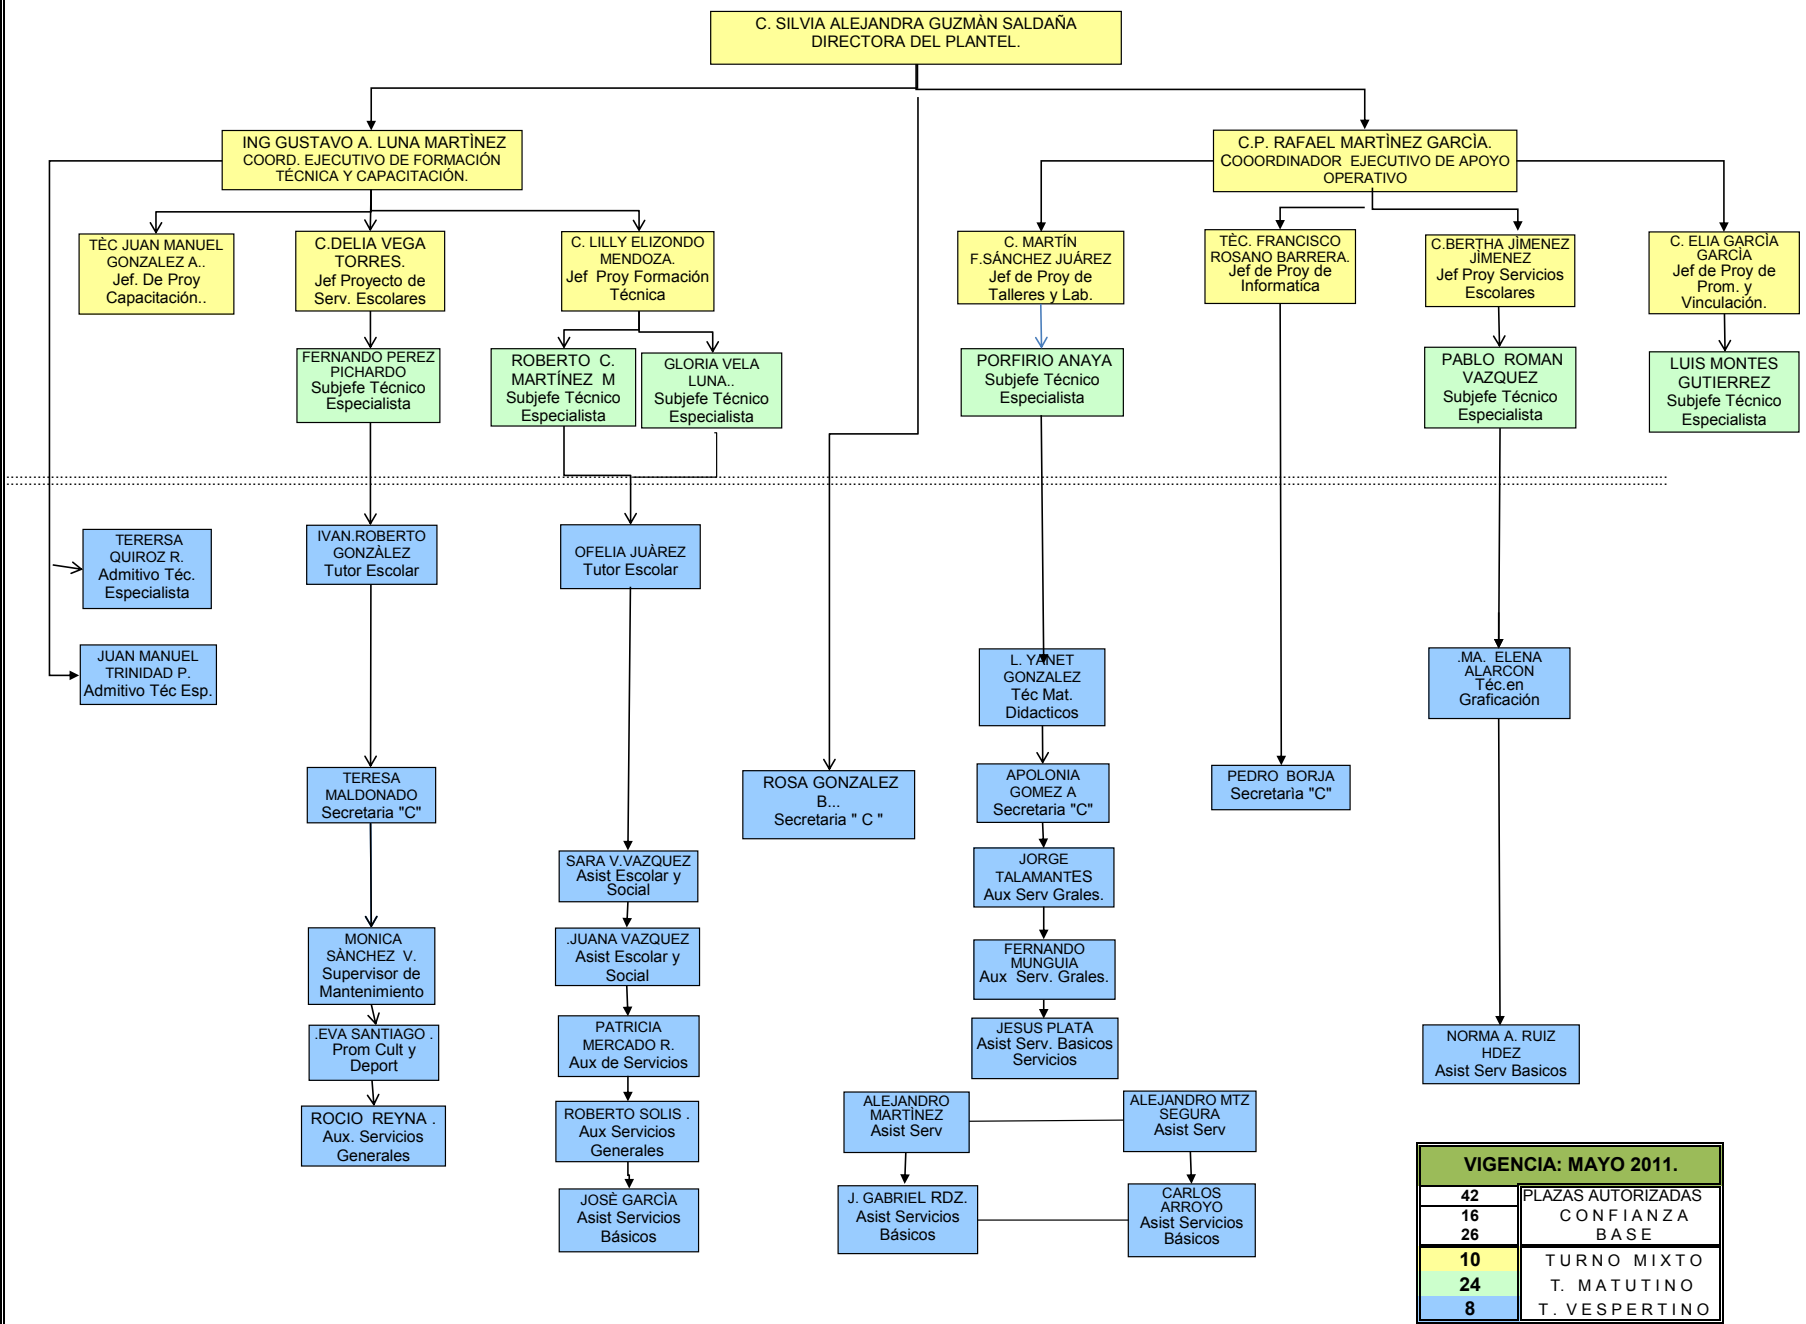 C. SILVIA ALEJANDRA GUZMÀN SALDAÑA
DIRECTORA DEL PLANTEL.
ING GUSTAVO A. LUNA MARTÌNEZ
COORD. EJECUTIVO DE FORMACIÓN
TÉCNICA Y CAPACITACIÓN.
C.P. RAFAEL MARTÌNEZ GARCÌA.
COOORDINADOR EJECUTIVO DE APOYO
OPERATIVO
TÈC JUAN MANUEL
GONZALEZ A..
Jef. De Proy
Capacitación..
C.DELIA VEGA
TORRES.
Jef Proyecto de
Serv. Escolares
C. LILLY ELIZONDO
MENDOZA.
Jef Proy Formación
Técnica
C. MARTÍN
F.SÁNCHEZ JUÁREZ
Jef de Proy de
Talleres y Lab.
TÈC. FRANCISCO
ROSANO BARRERA.
Jef de Proy de
Informatica
C.BERTHA JÌMENEZ
JÌMENEZ
Jef Proy Servicios
Escolares
C. ELIA GARCÌA
GARCÌA
Jef de Proy de
Prom. y
Vinculación.
FERNANDO PEREZ
PICHARDO
Subjefe Técnico
Especialista
ROBERTO C.
MARTÍNEZ M
Subjefe Técnico
Especialista
GLORIA VELA
LUNA..
Subjefe Técnico
Especialista
PORFIRIO ANAYA
Subjefe Técnico
Especialista
PABLO ROMAN
VAZQUEZ
Subjefe Técnico
Especialista
LUIS MONTES
GUTIERREZ
Subjefe Técnico
Especialista
TERERSA
QUIROZ R.
Admitivo Téc.
Especialista
IVAN.ROBERTO
GONZÀLEZ
Tutor Escolar
OFELIA JUÀREZ
Tutor Escolar
JUAN MANUEL
TRINIDAD P.
Admitivo Téc Esp.
L. YANET
GONZALEZ
Téc Mat.
Didacticos
.MA. ELENA
ALARCON
Téc.en
Graficación
TERESA
MALDONADO
Secretaria "C"
ROSA GONZALEZ
B...
Secretaria " C "
APOLONIA
GOMEZ A
Secretaria "C"
PEDRO BORJA
Secretarìa "C"
SARA V.VAZQUEZ
Asist Escolar y
Social
JORGE
TALAMANTES
Aux Serv Grales.
MONICA
SÀNCHEZ V.
Supervisor de
Mantenimiento
.JUANA VAZQUEZ
Asist Escolar y
Social
FERNANDO
MUNGUIA
Aux Serv. Grales.
.EVA SANTIAGO .
Prom Cult y
Deport
PATRICIA
MERCADO R.
Aux de Servicios
JESUS PLATA
Asist Serv. Basicos
Servicios
NORMA A. RUIZ
HDEZ
Asist Serv Basicos
ROCIO REYNA .
Aux. Servicios
Generales
ROBERTO SOLIS .
Aux Servicios
Generales
ALEJANDRO
MARTÌNEZ
Asist Serv
ALEJANDRO MTZ
SEGURA
Asist Serv
JOSÈ GARCÌA
Asist Servicios
Básicos
J. GABRIEL RDZ.
Asist Servicios
Básicos
CARLOS
ARROYO
Asist Servicios
Básicos
VIGENCIA: MAYO 2011.
42 PLAZAS AUTORIZADAS
16 CONFIANZA
26 BASE
10 TURNO MIXTO
24 T. MATUTINO
8 T. VESPERTINO